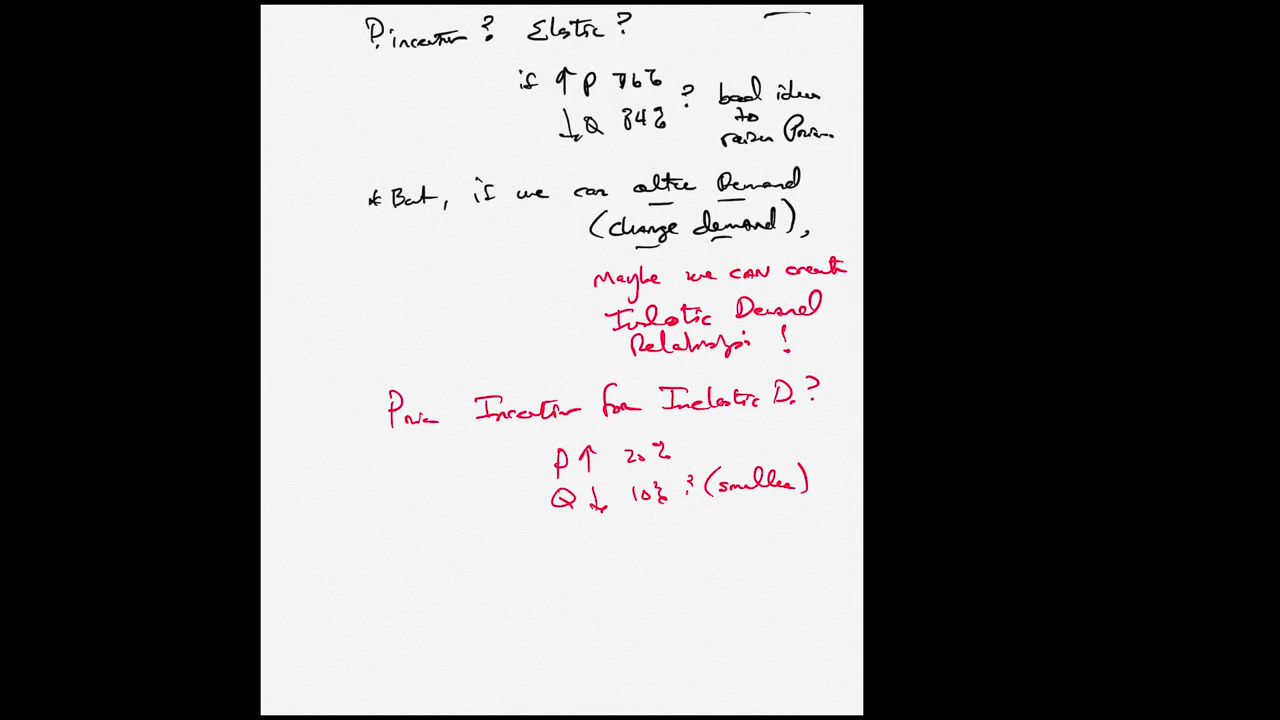 P. incentive? Elastic?
if ↑ P 76%
↓ Q 84% ? bad idea
to
raise Price.
* But, if we can alter Demand
(change demand),
Maybe we CAN create
Inelastic Demand
Relationship!
Price Incentive for Inelastic D.?
P ↑ 20%
Q ↓ 10% ? (smaller)